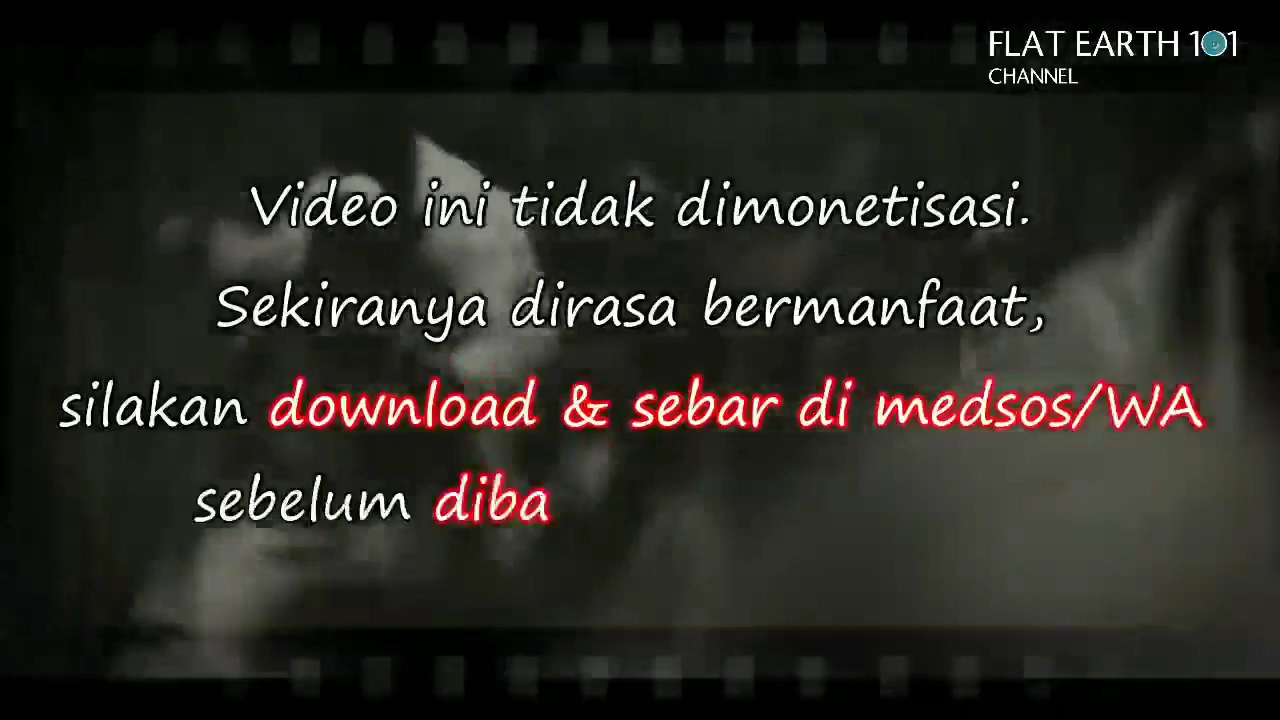 FLAT EARTH 101
CHANNEL
Video ini tidak dimonetisasi.
Sekiranya dirasa bermanfaat,
silakan download & sebar di medsos/WA
sebelum diba